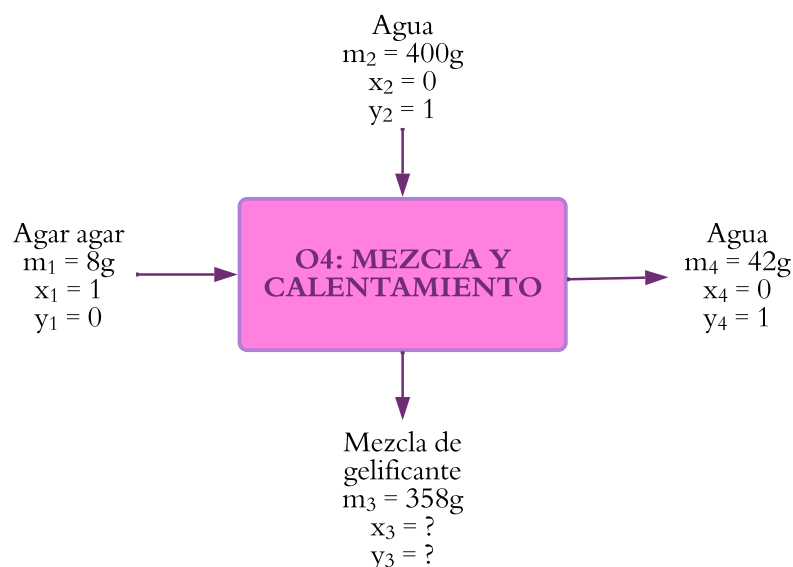 Agua
m₂ = 400g
x₂ = 0
y₂ = 1
Agar agar
m₁ = 8g
x₁ = 1
y₁ = 0
O4: MEZCLA Y
CALENTAMIENTO
Agua
m₄ = 42g
x₄ = 0
y₄ = 1
Mezcla de
gelificante
m₃ = 358g
x₃ = ?
y₃ = ?